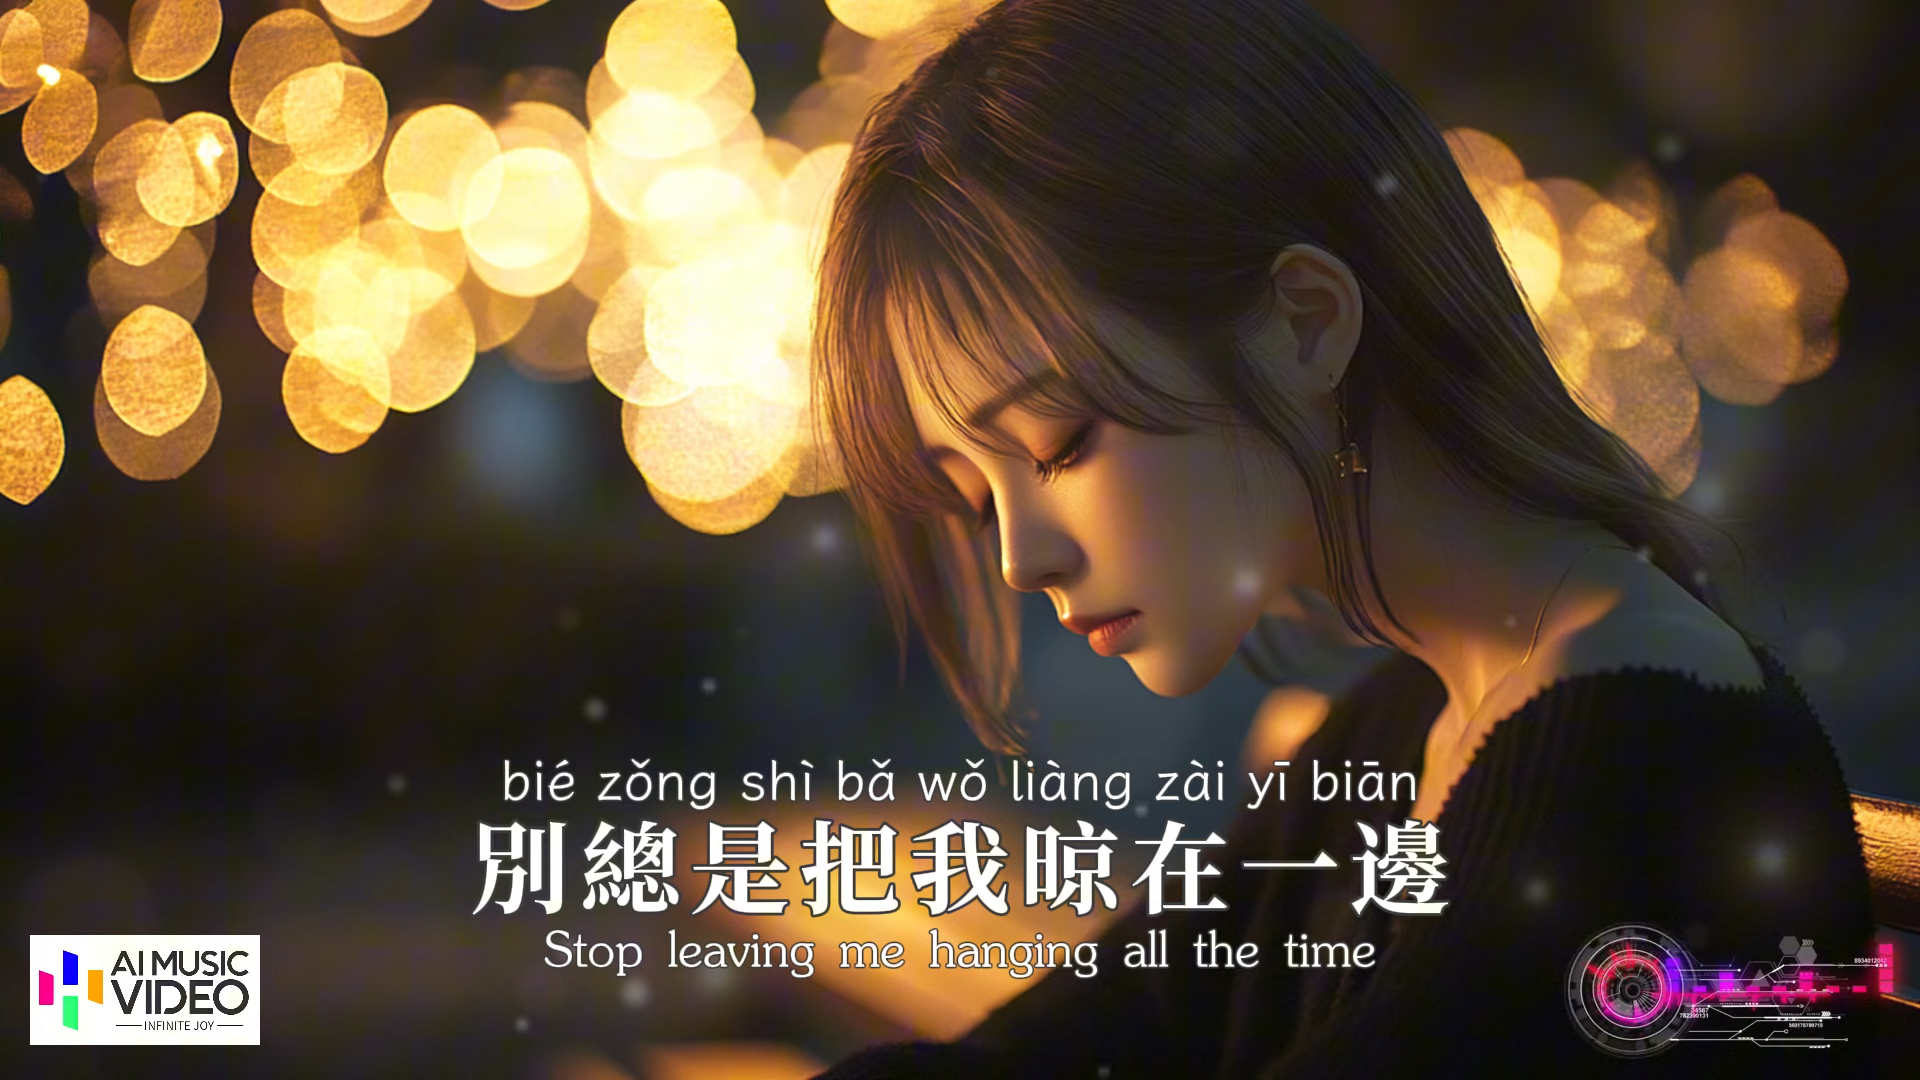 bié zǒng shì bǎ wǒ liàng zài yī biān
別總是把我晾在一邊
Stop leaving me hanging all the time
AI MUSIC
VIDEO
INFINITE JOY